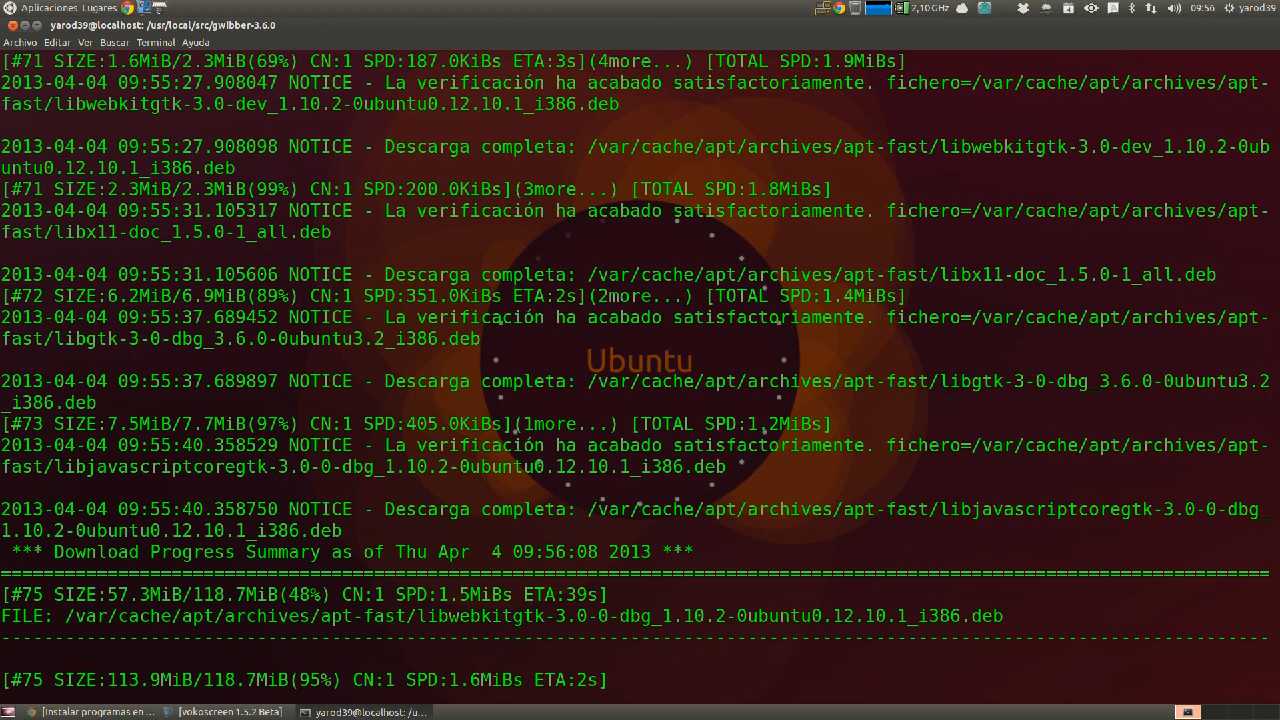 Aplicaciones Lugares 2,10 GHz 09:56 yarod39
yarod39@localhost: /usr/local/src/gwibber-3.6.0
Archivo Editar Ver Buscar Terminal Ayuda
[#71 SIZE:1.6MiB/2.3MiB(69%) CN:1 SPD:187.0KiBs ETA:3s](4more...) [TOTAL SPD:1.9MiBs]
2013-04-04 09:55:27.908047 NOTICE - La verificación ha acabado satisfactoriamente. fichero=/var/cache/apt/archives/apt-
fast/libwebkitgtk-3.0-dev_1.10.2-0ubuntu0.12.10.1_i386.deb
2013-04-04 09:55:27.908098 NOTICE - Descarga completa: /var/cache/apt/archives/apt-fast/libwebkitgtk-3.0-dev_1.10.2-0ub
untu0.12.10.1_i386.deb
[#71 SIZE:2.3MiB/2.3MiB(99%) CN:1 SPD:200.0KiBs](3more...) [TOTAL SPD:1.8MiBs]
2013-04-04 09:55:31.105317 NOTICE - La verificación ha acabado satisfactoriamente. fichero=/var/cache/apt/archives/apt-
fast/libx11-doc_1.5.0-1_all.deb
2013-04-04 09:55:31.105606 NOTICE - Descarga completa: /var/cache/apt/archives/apt-fast/libx11-doc_1.5.0-1_all.deb
[#72 SIZE:6.2MiB/6.9MiB(89%) CN:1 SPD:351.0KiBs ETA:2s](2more...) [TOTAL SPD:1.4MiBs]
2013-04-04 09:55:37.689452 NOTICE - La verificación ha acabado satisfactoriamente. fichero=/var/cache/apt/archives/apt-
fast/libgtk-3-0-dbg_3.6.0-0ubuntu3.2_i386.deb
Ubuntu
2013-04-04 09:55:37.689897 NOTICE - Descarga completa: /var/cache/apt/archives/apt-fast/libgtk-3-0-dbg_3.6.0-0ubuntu3.2
_i386.deb
[#73 SIZE:7.5MiB/7.7MiB(97%) CN:1 SPD:405.0KiBs](1more...) [TOTAL SPD:1.2MiBs]
2013-04-04 09:55:40.358529 NOTICE - La verificación ha acabado satisfactoriamente. fichero=/var/cache/apt/archives/apt-
fast/libjavascriptcoregtk-3.0-0-dbg_1.10.2-0ubuntu0.12.10.1_i386.deb
2013-04-04 09:55:40.358750 NOTICE - Descarga completa: /var/cache/apt/archives/apt-fast/libjavascriptcoregtk-3.0-0-dbg_
1.10.2-0ubuntu0.12.10.1_i386.deb
*** Download Progress Summary as of Thu Apr  4 09:56:08 2013 ***
=======================================================================================================================
[#75 SIZE:57.3MiB/118.7MiB(48%) CN:1 SPD:1.5MiBs ETA:39s]
FILE: /var/cache/apt/archives/apt-fast/libwebkitgtk-3.0-0-dbg_1.10.2-0ubuntu0.12.10.1_i386.deb
-----------------------------------------------------------------------------------------------------------------------
[#75 SIZE:113.9MiB/118.7MiB(95%) CN:1 SPD:1.6MiBs ETA:2s]
[Instalar programas en ... [vokoscreen 1.5.2 Beta] yarod39@localhost: /u...